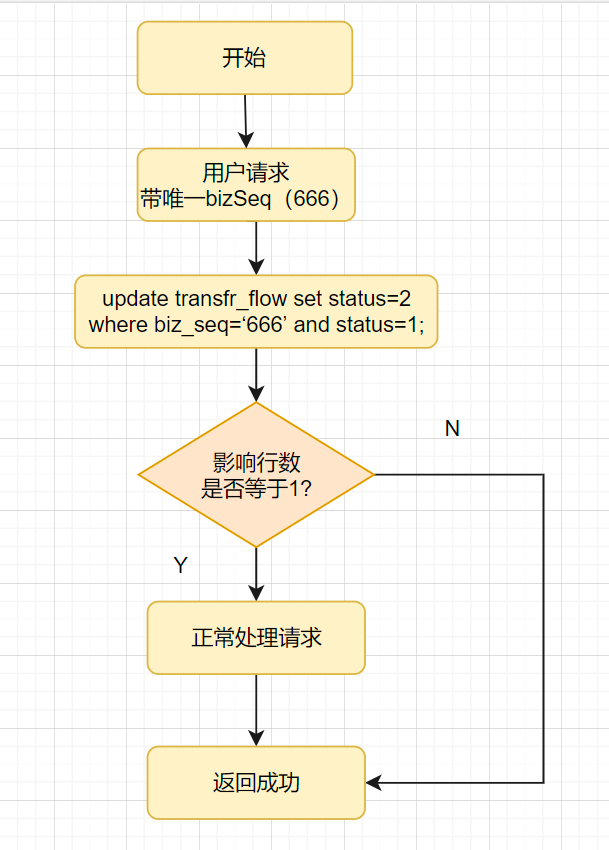 开始
用户请求
带唯一bizSeq（666）
update transfr_flow set status=2
where biz_seq=‘666’ and status=1;
影响行数
是否等于1?
N
Y
正常处理请求
返回成功